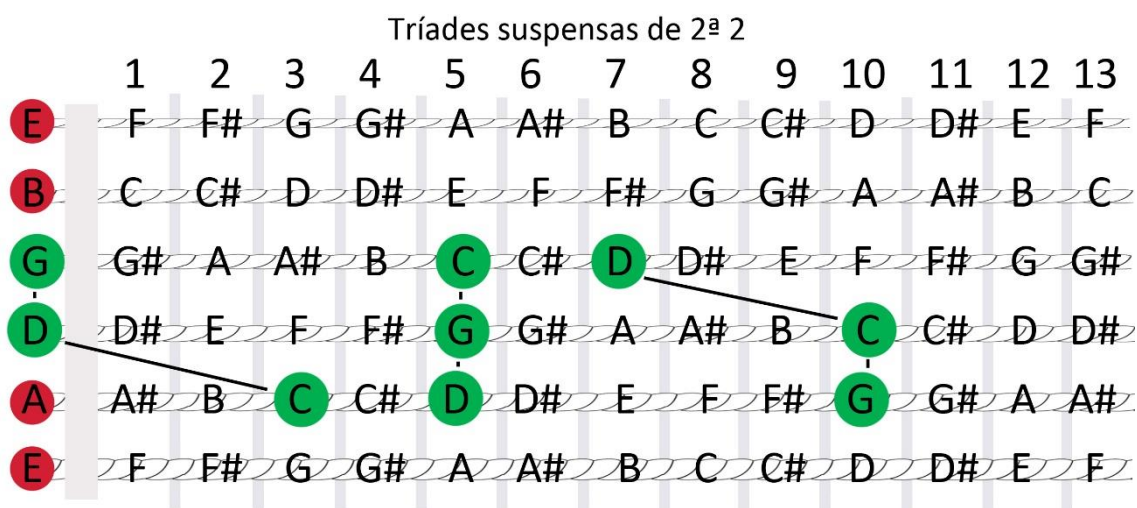 Tríades suspensas de 2ª 2
1 2 3 4 5 6 7 8 9 10 11 12 13
E F F# G G# A A# B C C# D D# E F
B C C# D D# E F F# G G# A A# B C
G G# A A# B C C# D D# E F F# G G#
D D# E F F# G G# A A# B C C# D D#
A A# B C C# D D# E F F# G G# A A#
E F F# G G# A A# B C C# D D# E F